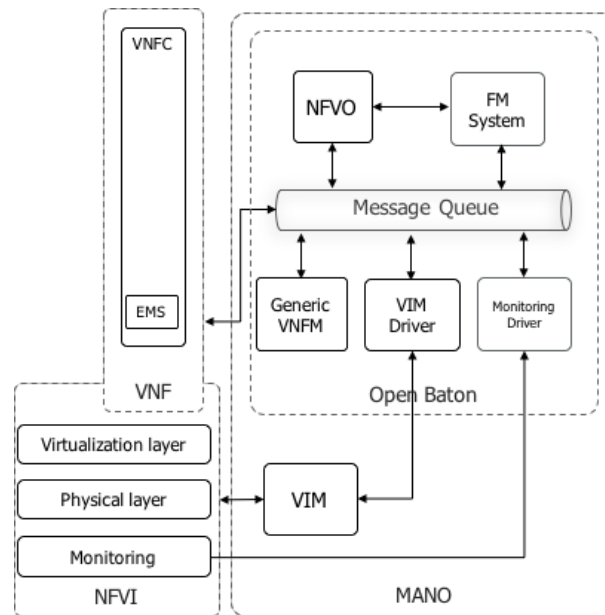 VNFC
EMS
VNF
Virtualization layer
Physical layer
Monitoring
NFVI
NFVO
FM
System
Message Queue
Generic
VNFM
VIM
Driver
Monitoring
Driver
Open Baton
VIM
MANO